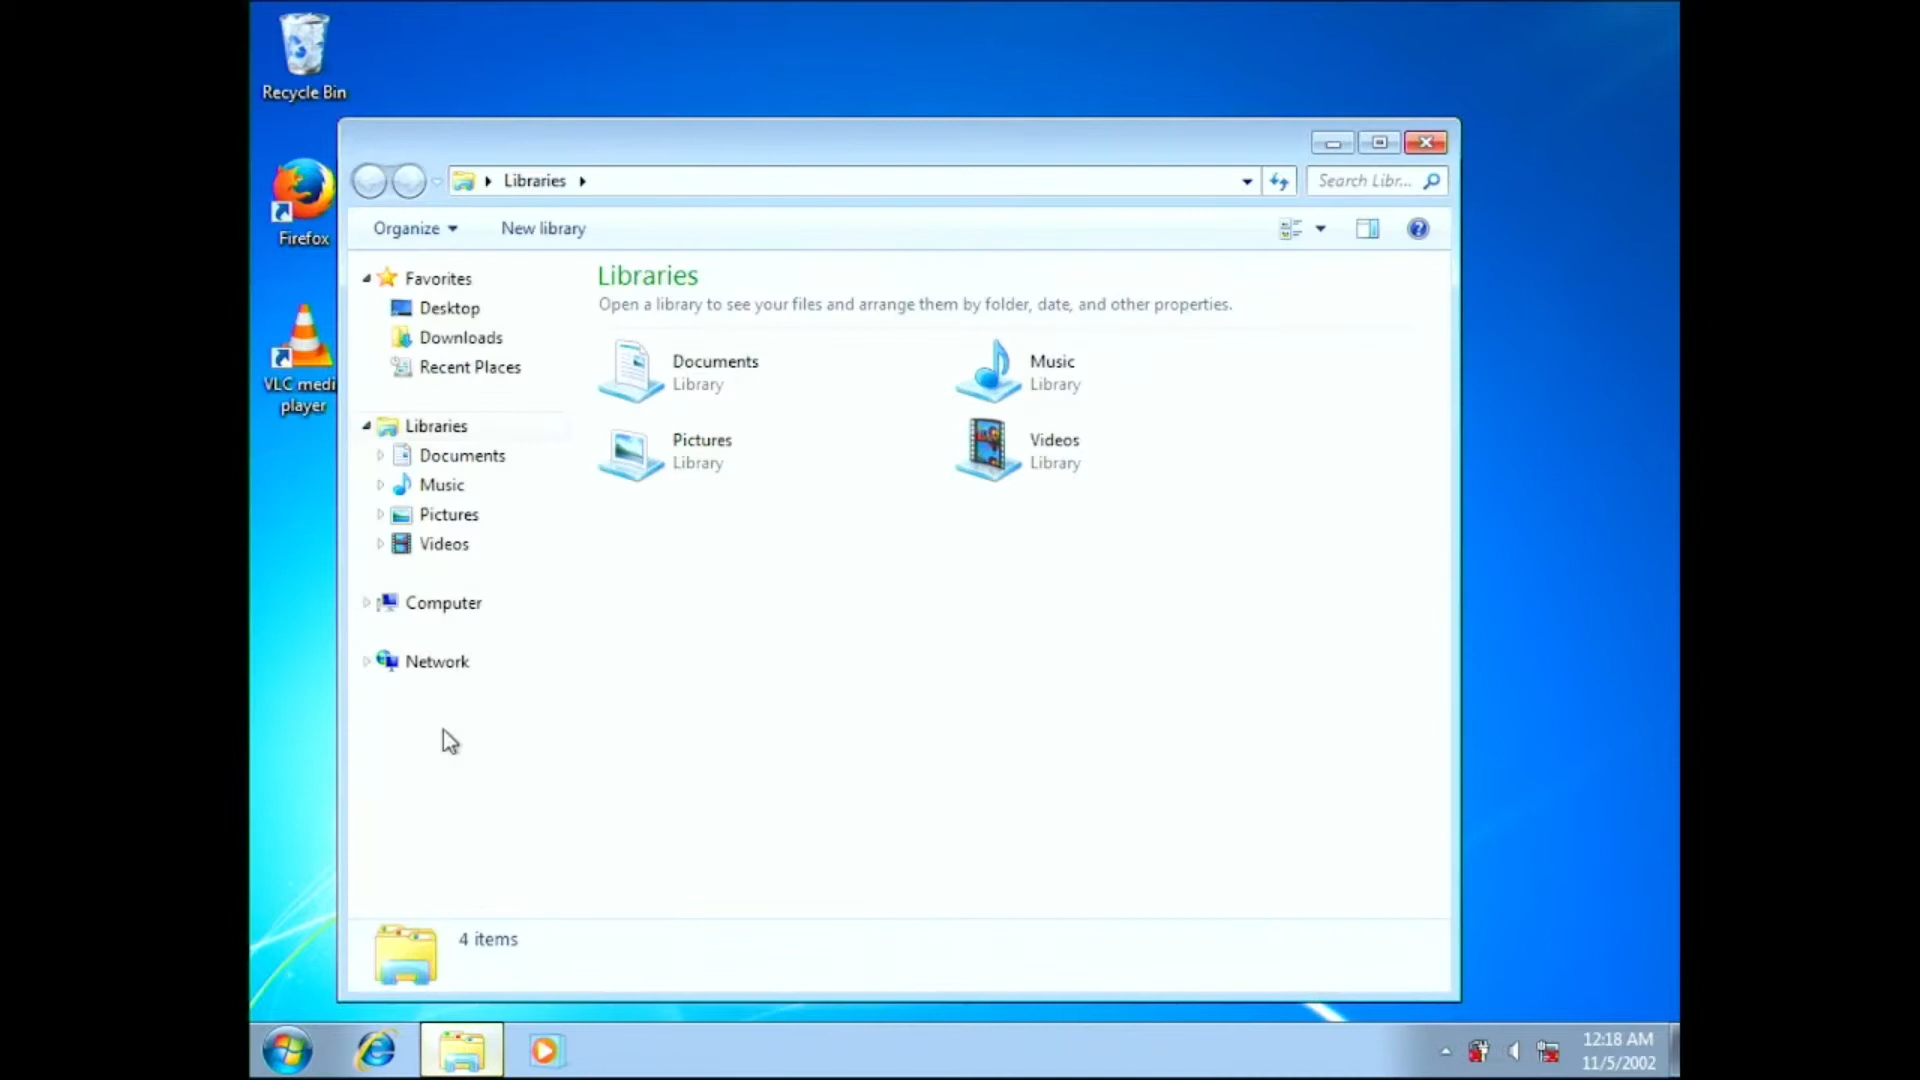 Recycle Bin
Firefox
VLC medi
player
Libraries
Search Libr...
Organize
New library
Favorites
Desktop
Downloads
Recent Places
Libraries
Documents
Music
Pictures
Videos
Computer
Network
Libraries
Open a library to see your files and arrange them by folder, date, and other properties.
Documents
Library
Music
Library
Pictures
Library
Videos
Library
4 items
12:18 AM
11/5/2002